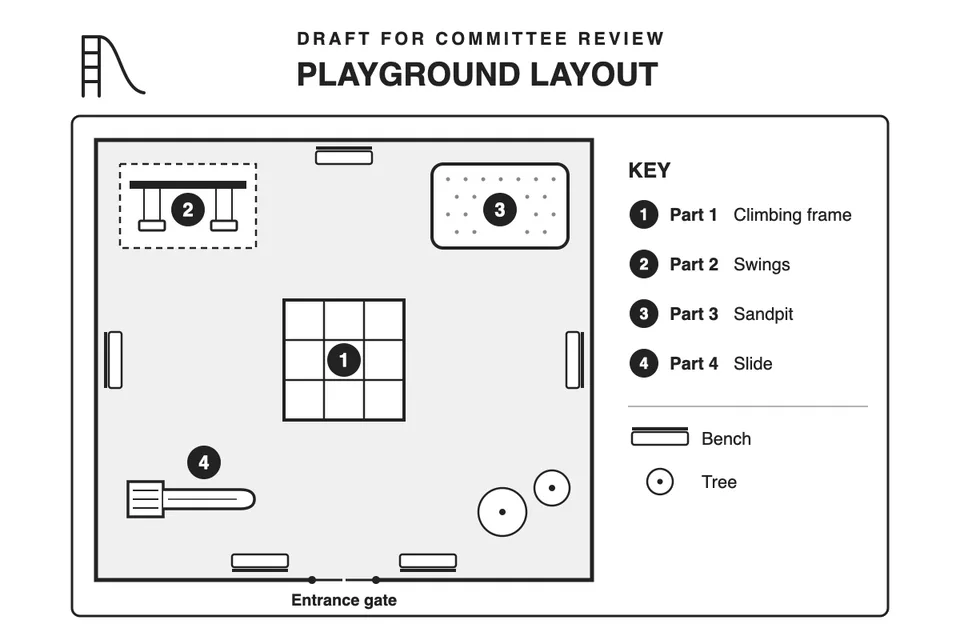 DRAFT FOR COMMITTEE REVIEW
PLAYGROUND LAYOUT
2
3
1
4
Entrance gate
KEY
1 Part 1 Climbing frame
2 Part 2 Swings
3 Part 3 Sandpit
4 Part 4 Slide
Bench
Tree